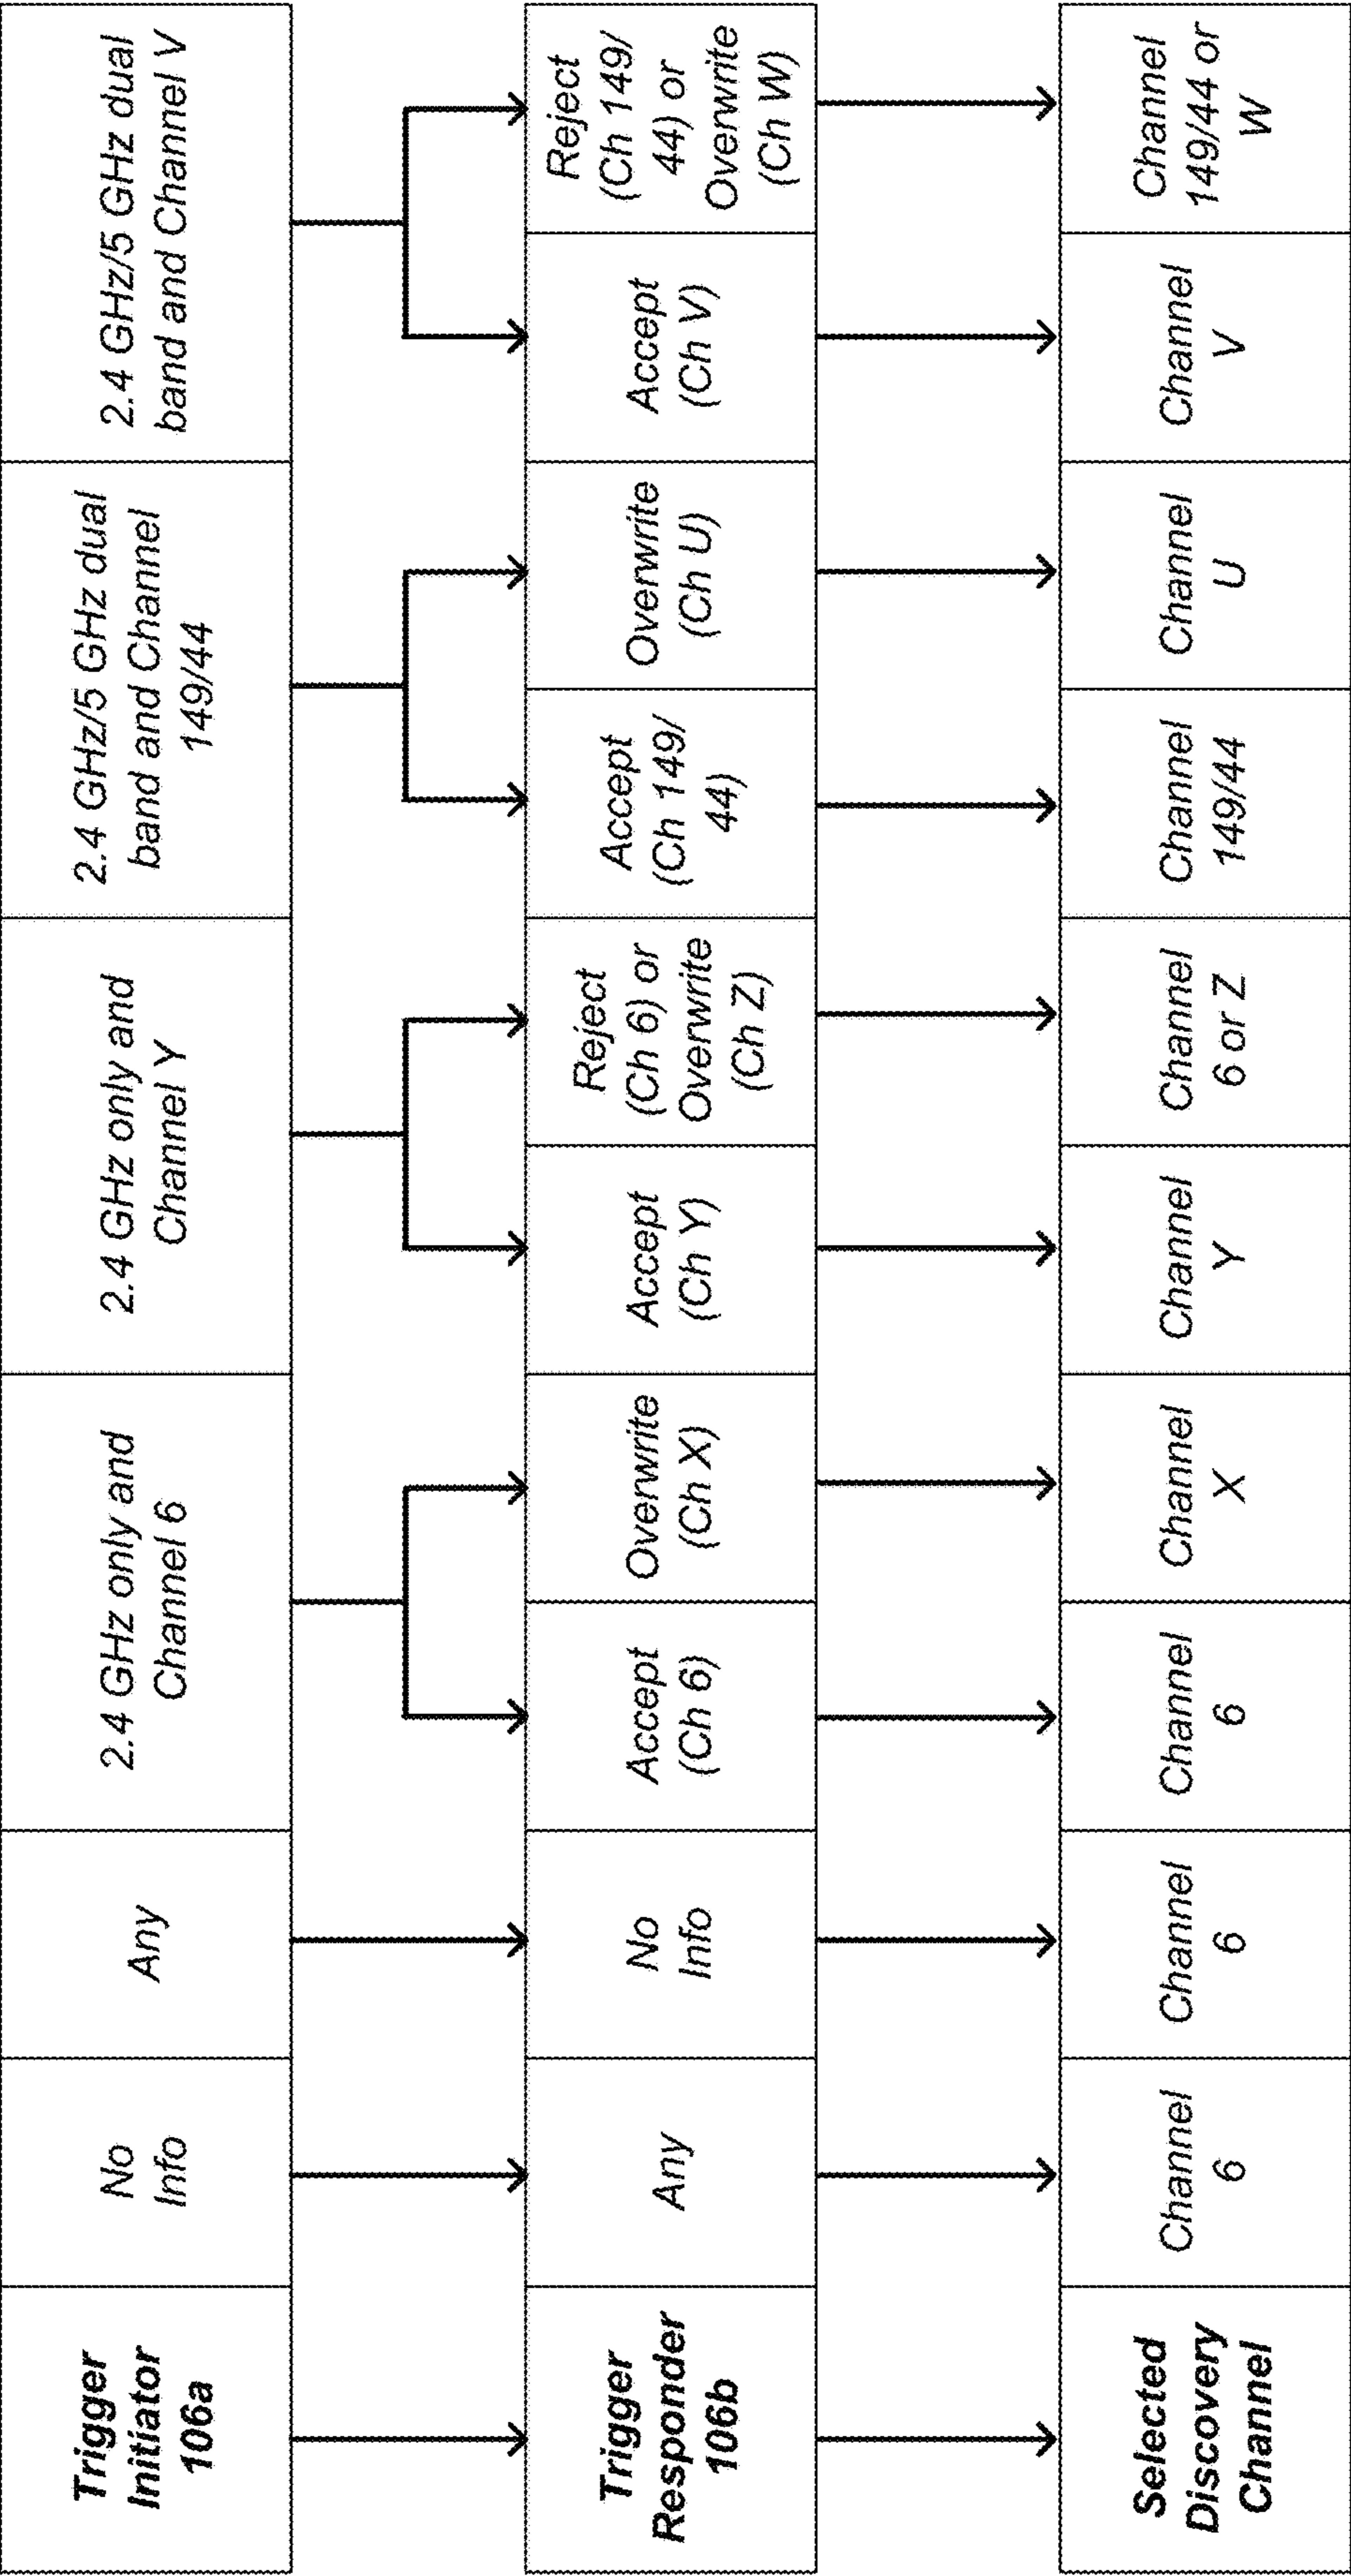 Trigger
Initiator
106a
No
Info
Any
2.4 GHz only and
Channel 6
2.4 GHz only and
Channel Y
2.4 GHz/5 GHz dual
band and Channel
149/44
2.4 GHz/5 GHz dual
band and Channel V
Trigger
Responder
106b
Any
No
Info
Accept
(Ch 6)
Overwrite
(Ch X)
Accept
(Ch Y)
Reject
(Ch 6) or
Overwrite
(Ch Z)
Accept
(Ch 149/
44)
Overwrite
(Ch U)
Accept
(Ch V)
Reject
(Ch 149/
44) or
Overwrite
(Ch W)
Selected
Discovery
Channel
Channel
6
Channel
6
Channel
6
Channel
X
Channel
Y
Channel
6 or Z
Channel
149/44
Channel
U
Channel
V
Channel
149/44 or
W